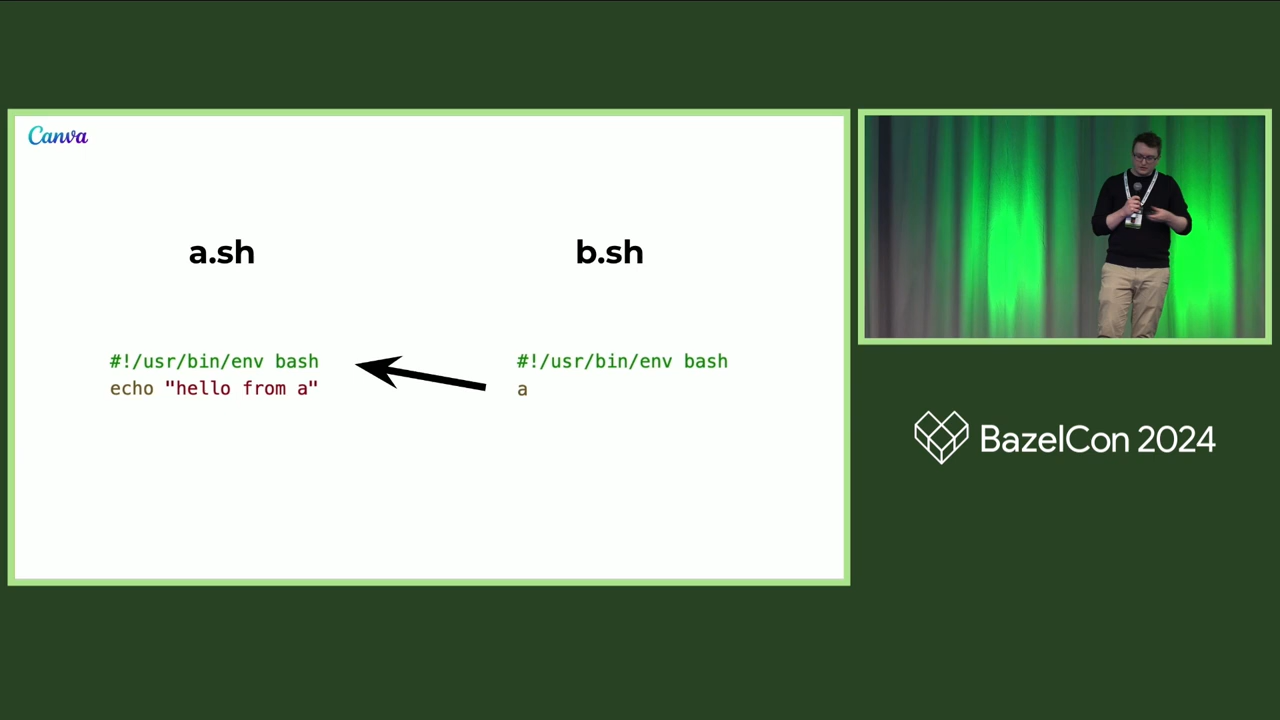 Canva
a.sh
b.sh
#!/usr/bin/env bash
echo "hello from a"
#!/usr/bin/env bash
a
BazelCon 2024